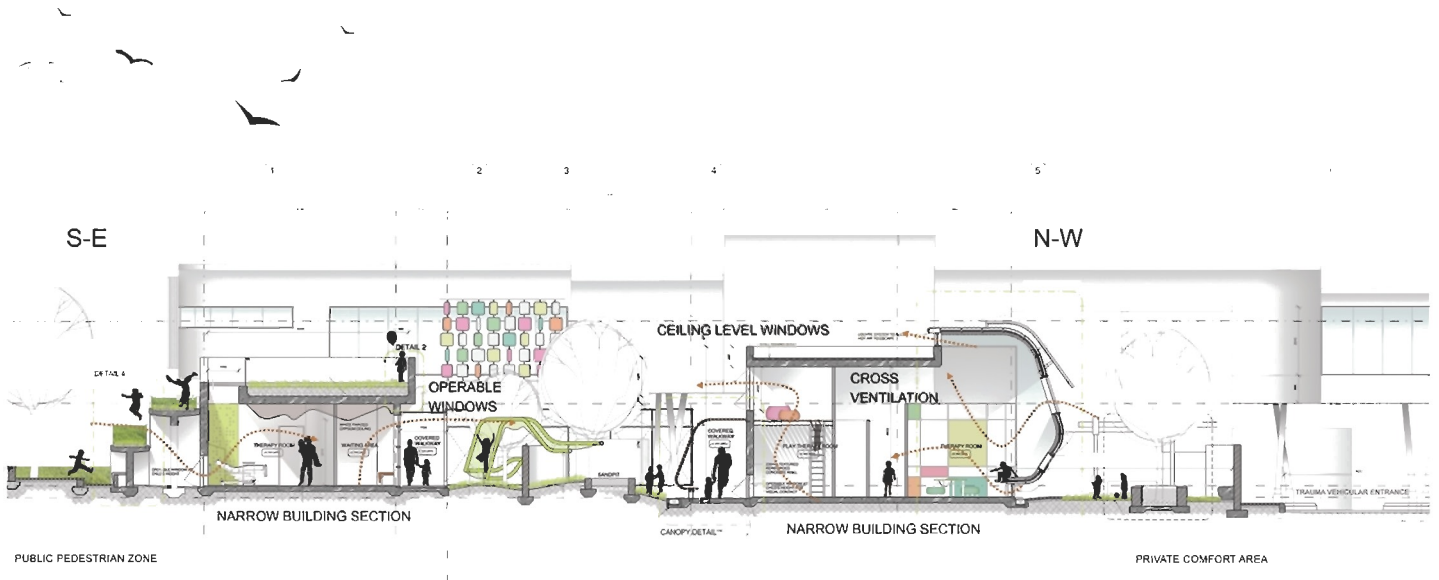 1 2 3 4 5
S-E
N-W
CEILING LEVEL WINDOWS
DETAIL 2
DETAIL 4
OPERABLE
WINDOWS
CROSS
VENTILATION
THERAPY ROOM
WAITING AREA
COVERED
WALKWAY
SANDPIT
COVERED
WALKWAY
PLAY THERAPY ROOM
THERAPY ROOM
TRAUMA VEHICULAR ENTRANCE
NARROW BUILDING SECTION
CANOPY DETAIL
NARROW BUILDING SECTION
PUBLIC PEDESTRIAN ZONE
PRIVATE COMFORT AREA